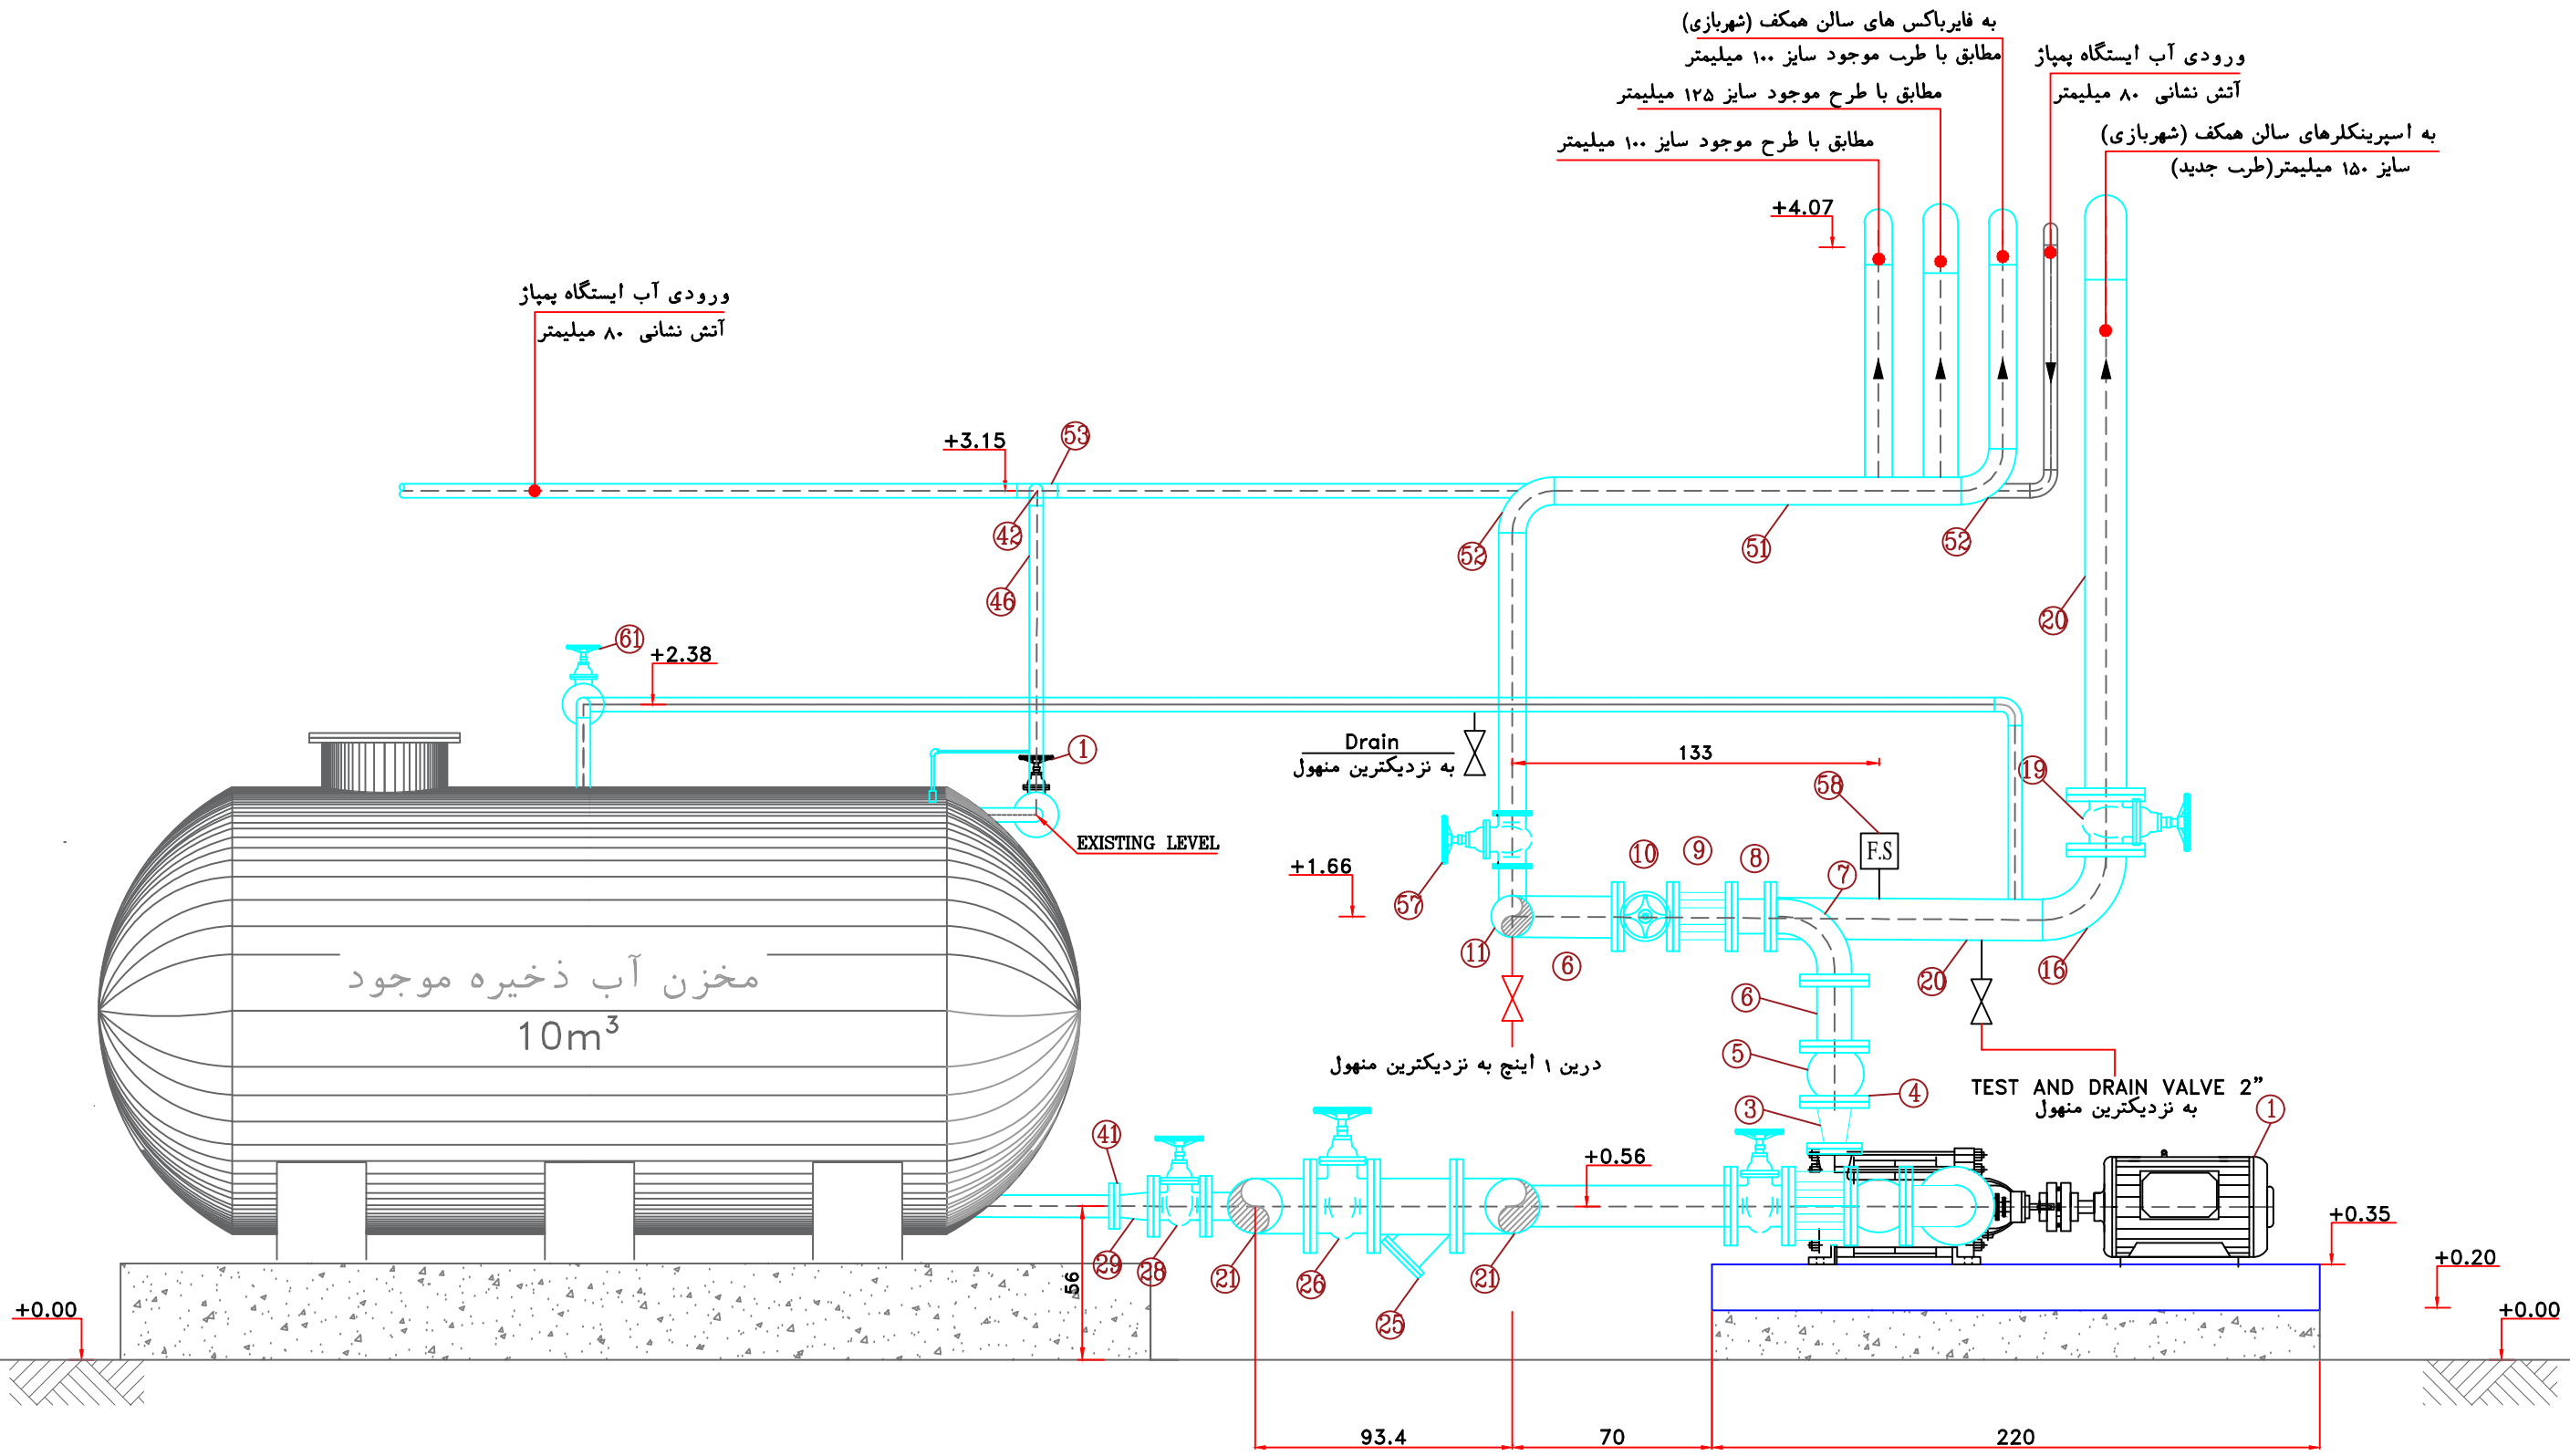 به فایرباکس های سالن همکف (شهربازی)
مطابق با طرب موجود سایز ۱۰۰ میلیمتر
ورودی آب ایستگاه پمپاژ
آتش نشانی ۸۰ میلیمتر
مطابق با طرح موجود سایز ۱۲۵ میلیمتر
مطابق با طرح موجود سایز ۱۰۰ میلیمتر
به اسپرینکلرهای سالن همکف (شهربازی)
سایز ۱۵۰ میلیمتر(طرب جدید)
+4.07
ورودی آب ایستگاه پمپاژ
آتش نشانی ۸۰ میلیمتر
+3.15
53
42
52
51
52
46
20
61
+2.38
Drain
به نزدیکترین منهول
1
133
58
19
EXISTING LEVEL
F.S
+1.66
57
10
9
8
7
11
6
20
16
مخزن آب ذخیره موجود
10m³
6
5
درین ۱ اینچ به نزدیکترین منهول
4
TEST AND DRAIN VALVE 2”
به نزدیکترین منهول
3
1
41
+0.56
+0.35
+0.20
29
28
21
26
21
25
56
+0.00
+0.00
93.4
70
220